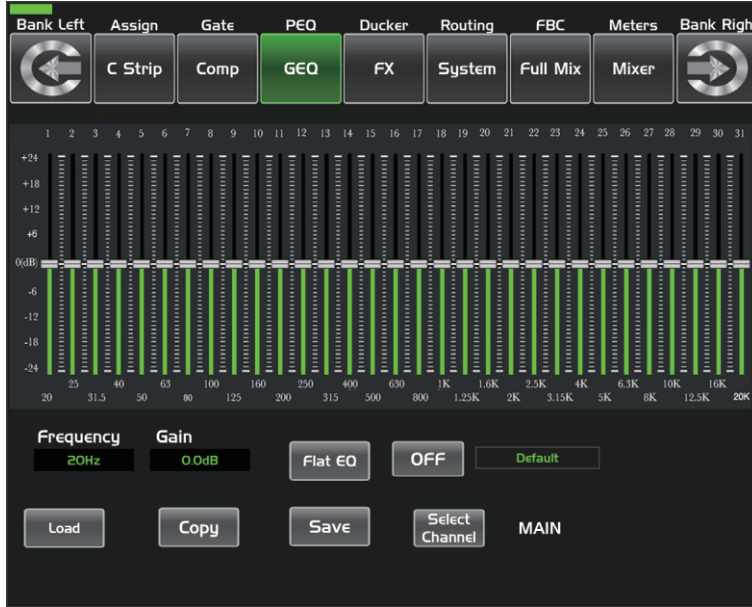 Bank Left Assign Gate PEQ Ducker Routing FBC Meters Bank Righ
C Strip Comp GEQ FX System Full Mix Mixer
1 2 3 4 5 6 7 8 9 10 11 12 13 14 15 16 17 18 19 20 21 22 23 24 25 26 27 28 29 30 31
+24
+18
+12
+6
0(dB)
-6
-12
-18
-24
25 40 63 100 160 250 400 630 1K 1.6K 2.5K 4K 6.3K 10K 16K
20 31.5 50 80 125 200 315 500 800 1.25K 2K 3.15K 5K 8K 12.5K 20K
Frequency Gain
20Hz 0.0dB Flat EQ OFF Default
Load Copy Save Select Channel MAIN